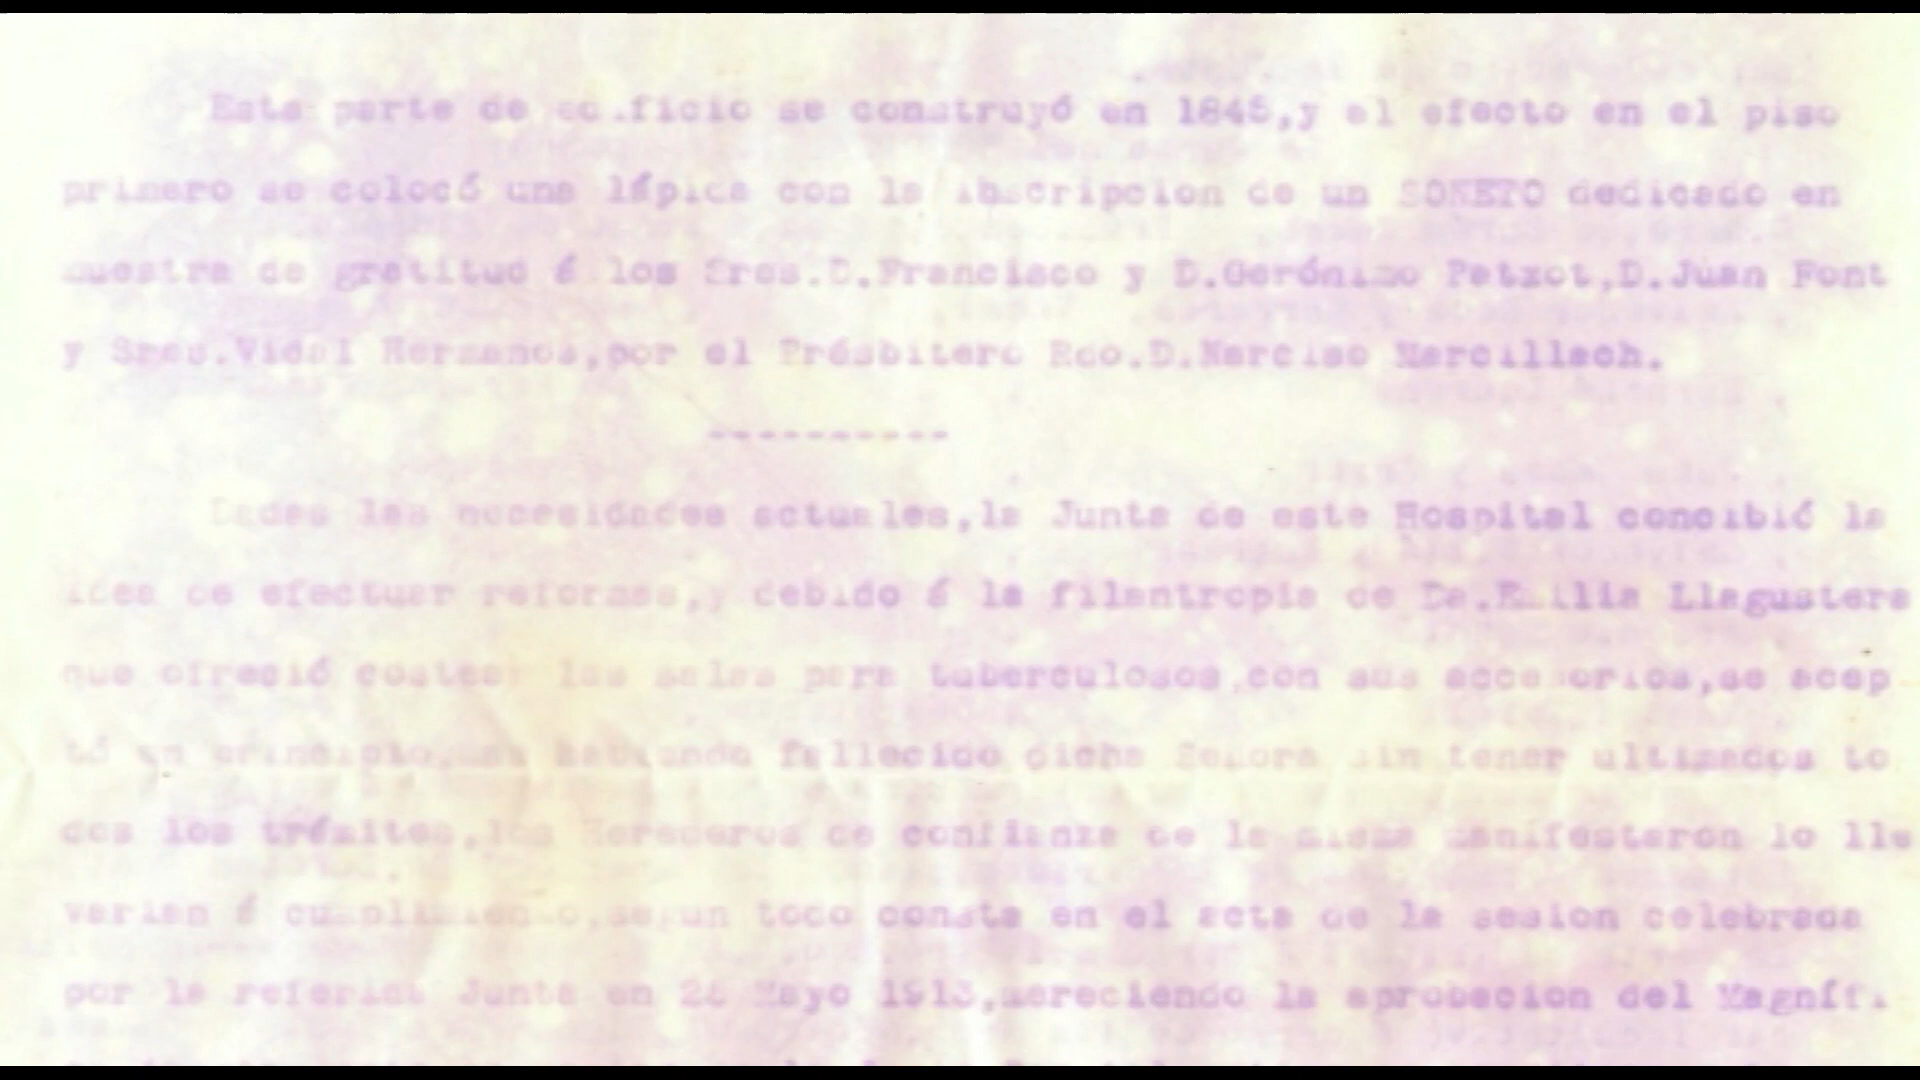 Esta parte de edificio se construyó en 1845,y al efecto en el piso
primero se colocó una lápida con la inscripcion de un SONETO dedicado en
muestra de gratitud á los Sres.D.Francisco y D.Gerónimo Patxot,D.Juan Font
y Sres.Vidal Hermanos,por el Présbitero Rdo.D.Narciso Marcillach.
----------
Dadas las necesidades actuales,la Junta de este Hospital concibió la
idea de efectuar reformas,y debido á la filantropia de Da.Emilia Llagustera
que ofreció costear las salas para tuberculosos,con sus accesorios,se acep
tó en principio,mas habiendo fallecido dicha Señora sin tener ultimados to
dos los trámites,los Herederos de confianza de la misma manifestaron lo lle
varian á cumplimiento,segun todo consta en el acta de la sesion celebrada
por la referida Junta en Mayo 1913,mereciendo la aprobacion del Magnífi